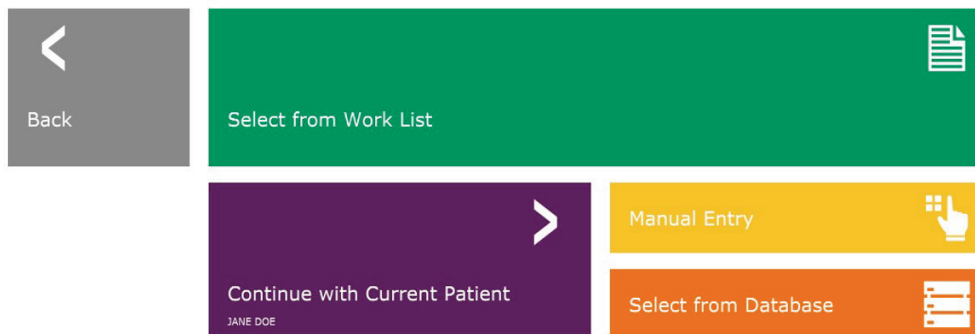 Back
Select from Work List
Manual Entry
Continue with Current Patient
JANE DOE
Select from Database